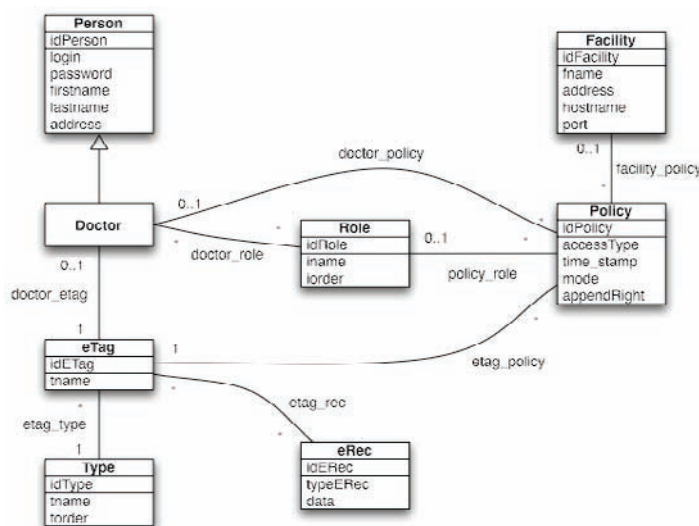 Person
idPerson
login
password
firstname
lastname
address
Facility
idFacility
fname
address
hostname
port
0..1
facility_policy
*
doctor_policy
0..1
Doctor
*
doctor_role
*
Role
idRole
rname
rorder
0..1
policy_role
*
Policy
idPolicy
accessType
time_stamp
mode
appendRight
*
*
0..1
doctor_etag
1
eTag
idETag
tname
1
etag_policy
*
etag_rec
*
*
etag_type
1
Type
idType
tname
torder
eRec
idERec
typeERec
data